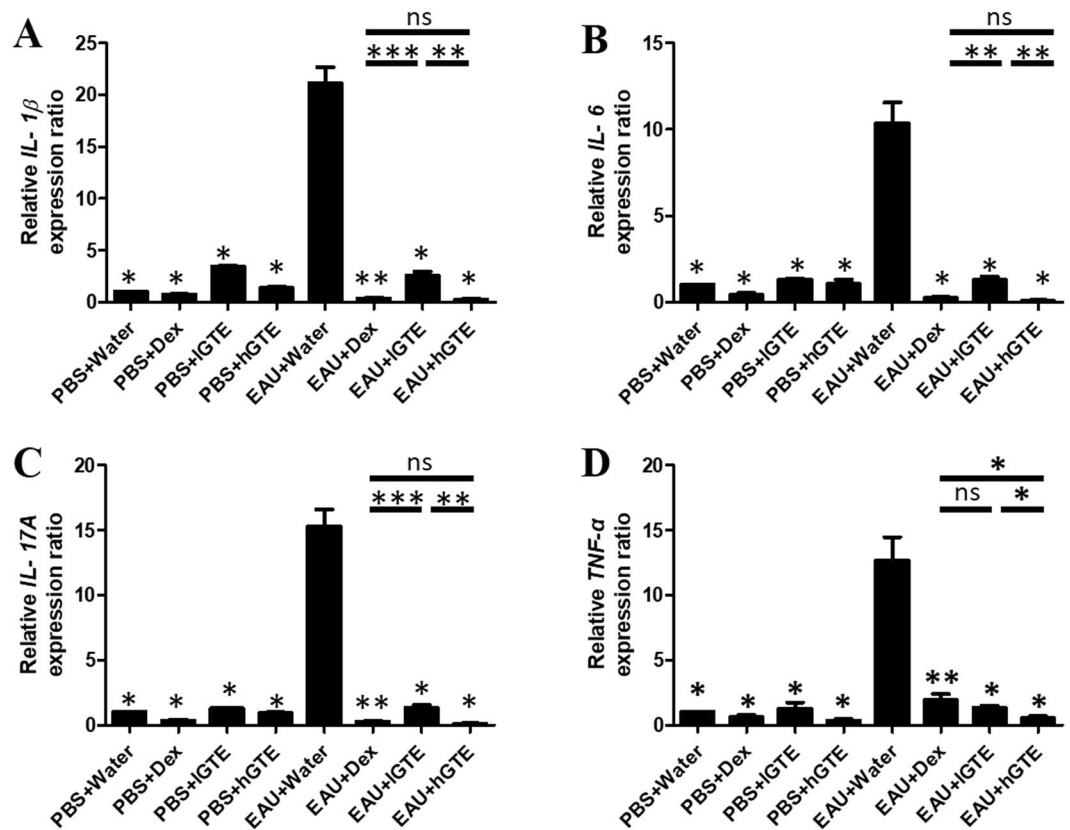 A
Relative IL- 1β
expression ratio
25
20
15
10
5
0
ns
*** **
* * * * ** * *
PBS+Water
PBS+Dex
PBS+lGTE
PBS+hGTE
EAU+Water
EAU+Dex
EAU+lGTE
EAU+hGTE
B
Relative IL- 6
expression ratio
15
10
5
0
ns
** **
* * * * * * *
PBS+Water
PBS+Dex
PBS+lGTE
PBS+hGTE
EAU+Water
EAU+Dex
EAU+lGTE
EAU+hGTE
C
Relative IL- 17A
expression ratio
20
15
10
5
0
ns
*** **
* * * * ** * *
PBS+Water
PBS+Dex
PBS+lGTE
PBS+hGTE
EAU+Water
EAU+Dex
EAU+lGTE
EAU+hGTE
D
Relative TNF-α
expression ratio
20
15
10
5
0
*
ns *
* * * * ** * *
PBS+Water
PBS+Dex
PBS+lGTE
PBS+hGTE
EAU+Water
EAU+Dex
EAU+lGTE
EAU+hGTE